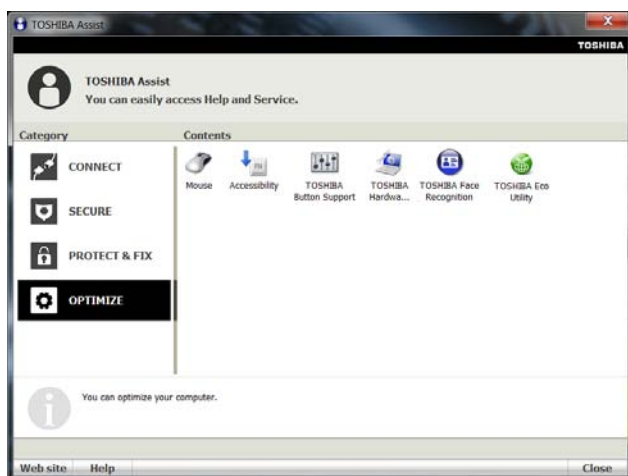 TOSHIBA Assist
TOSHIBA
TOSHIBA Assist
You can easily access Help and Service.
Category
Contents
CONNECT
SECURE
PROTECT & FIX
OPTIMIZE
Mouse
Accessibility
TOSHIBA
Button Support
TOSHIBA
Hardwa...
TOSHIBA Face
Recognition
TOSHIBA Eco
Utility
You can optimize your computer.
Web site
Help
Close